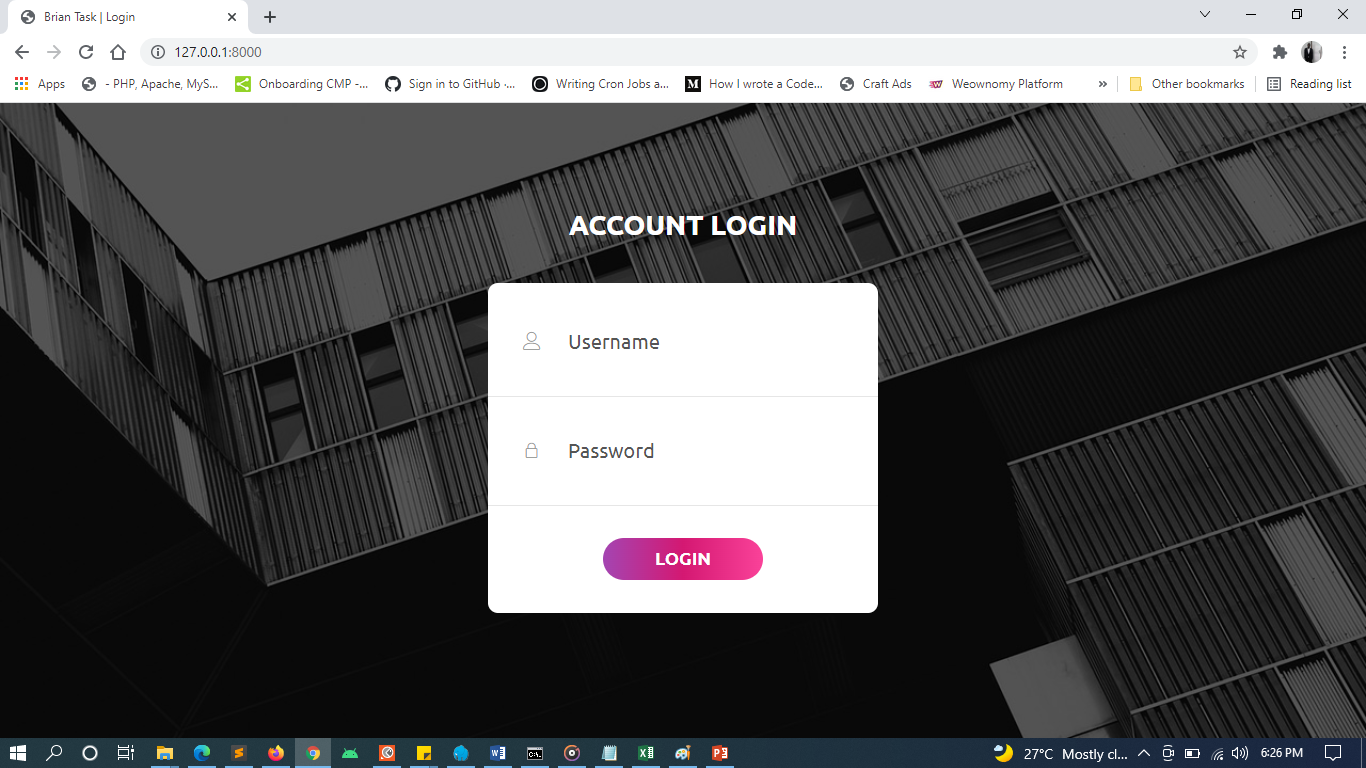 Brian Task | Login
127.0.0.1:8000
Apps - PHP, Apache, MyS... Onboarding CMP -... Sign in to GitHub ·... Writing Cron Jobs a... How I wrote a Code... Craft Ads Weownomy Platform » Other bookmarks Reading list
ACCOUNT LOGIN
Username
Password
LOGIN
27°C Mostly cl... 6:26 PM